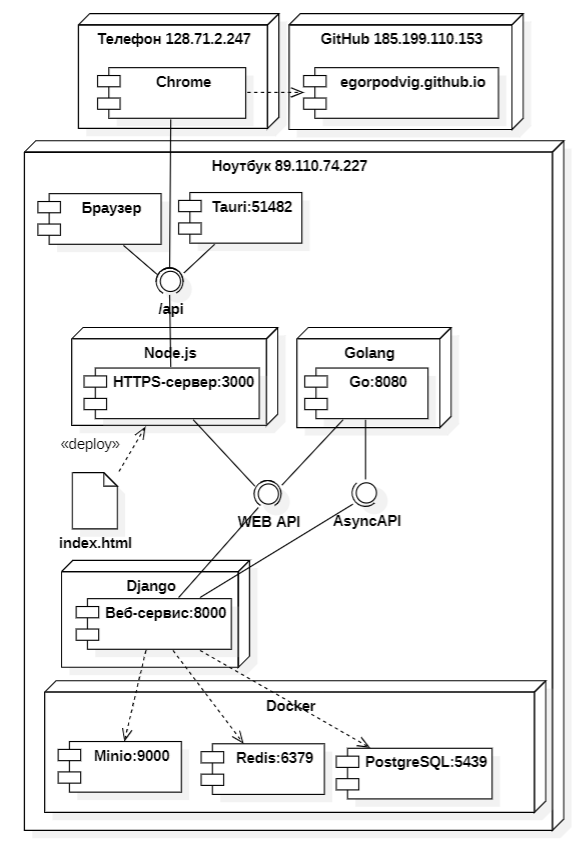 Телефон 128.71.2.247
GitHub 185.199.110.153
Chrome
egorpodvig.github.io
Ноутбук 89.110.74.227
Браузер
Tauri:51482
/api
Node.js
Golang
HTTPS-сервер:3000
Go:8080
«deploy»
index.html
WEB API
AsyncAPI
Django
Веб-сервис:8000
Docker
Minio:9000
Redis:6379
PostgreSQL:5439